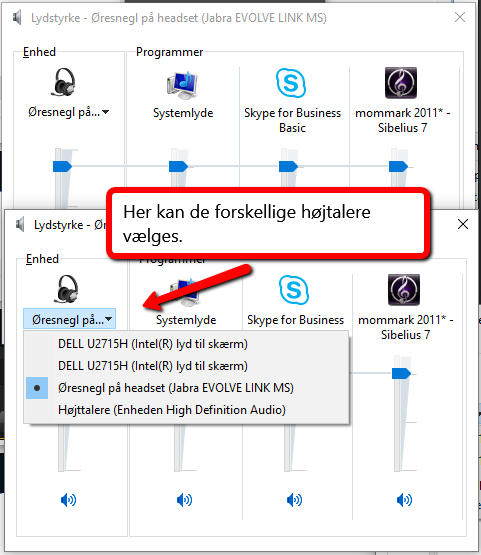 Lydstyrke - Øresnegl på headset (Jabra EVOLVE LINK MS)
Enhed
Programmer
Øresnegl på...
Systemlyde
Skype for Business
Basic
mommark 2011* -
Sibelius 7
Her kan de forskellige højtalere
vælges.
Lydstyrke - Øres
Enhed
Programmer
Øresnegl på...
Systemlyde
Skype for Business
mommark 2011* -
Sibelius 7
DELL U2715H (Intel(R) lyd til skærm)
DELL U2715H (Intel(R) lyd til skærm)
Øresnegl på headset (Jabra EVOLVE LINK MS)
Højttalere (Enheden High Definition Audio)